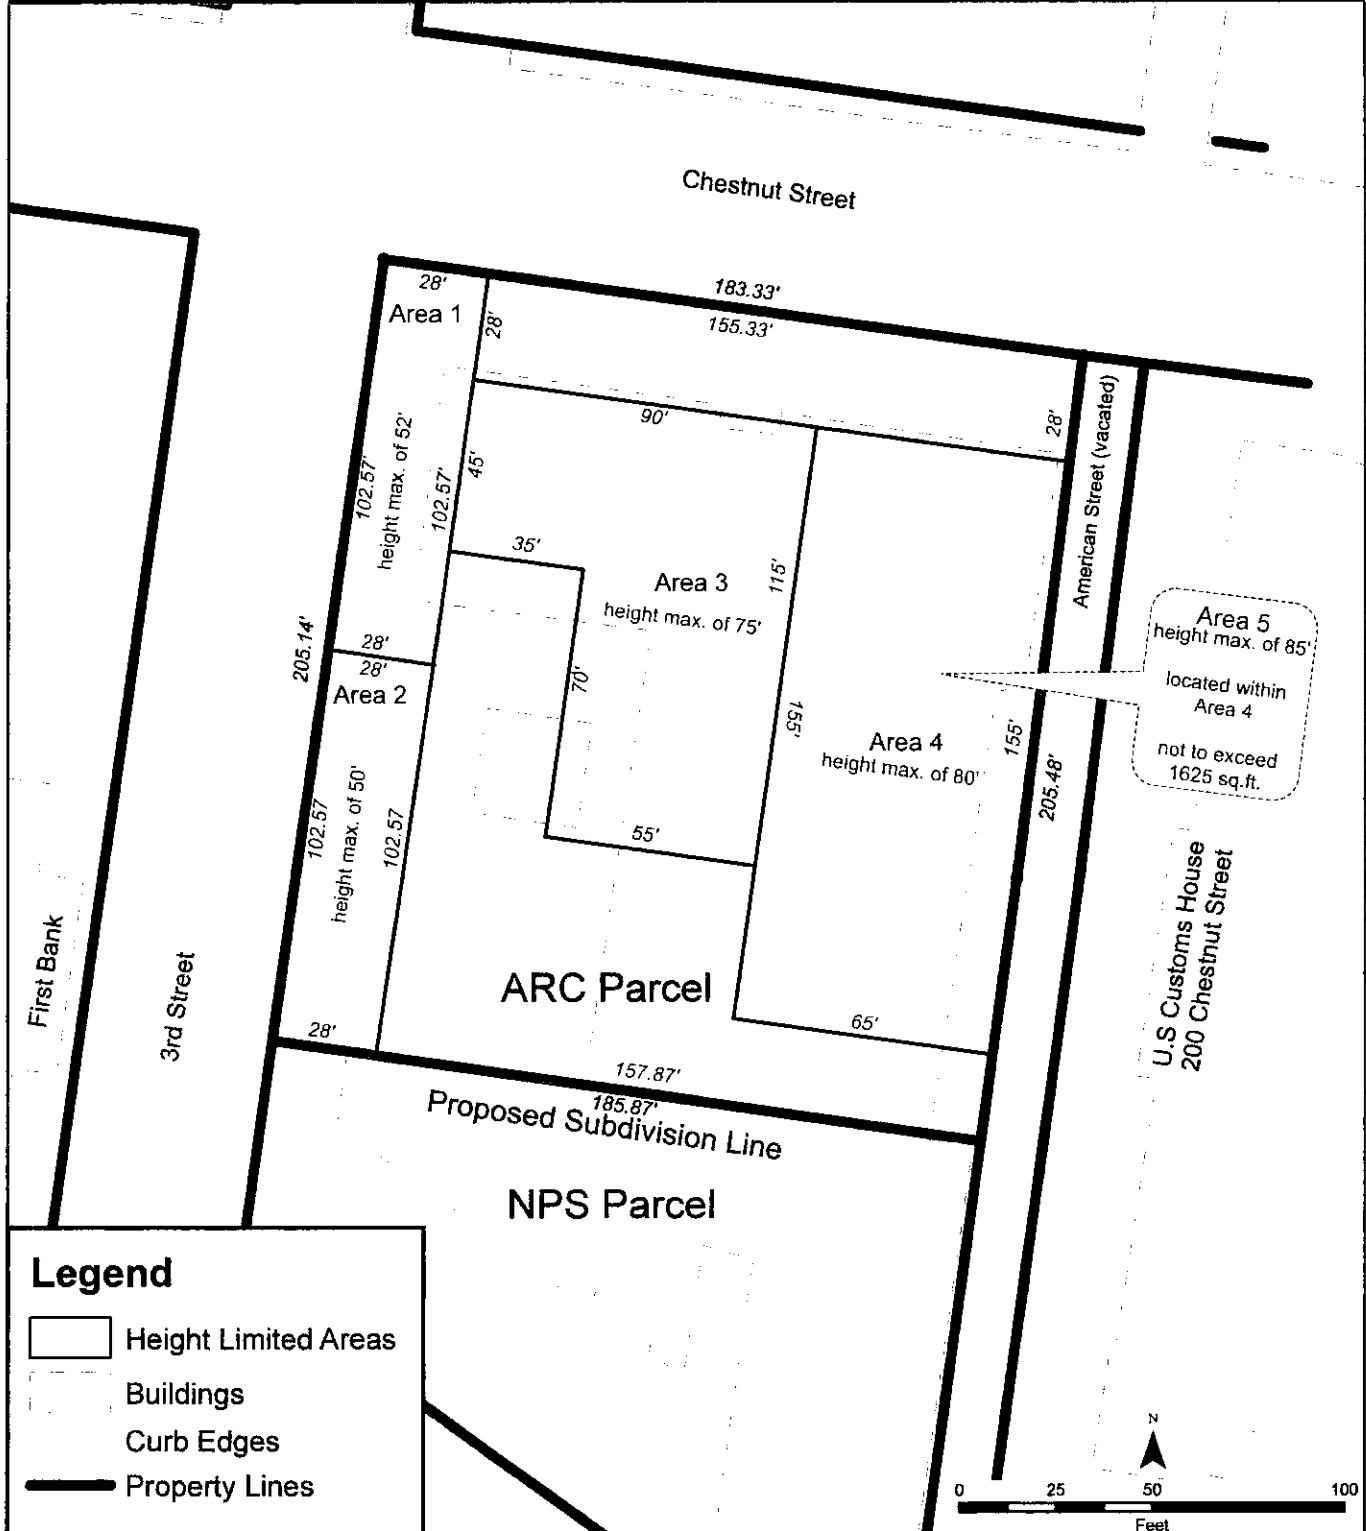 Chestnut Street
28'
183.33'
Area 1
28'
155.33'
American Street (vacated)
28'
90'
102.57'
height max. of 52'
102.57'
45'
35'
Area 3
height max. of 75'
115'
Area 5
height max. of 85'
located within
Area 4
not to exceed
1625 sq.ft.
205.14'
28'
28'
Area 2
70'
155'
Area 4
height max. of 80'
155'
205.48'
102.57
height max. of 50'
102.57
55'
U.S Customs House
200 Chestnut Street
First Bank
3rd Street
ARC Parcel
28'
65'
157.87'
185.87'
Proposed Subdivision Line
NPS Parcel
Legend
Height Limited Areas
Buildings
Curb Edges
Property Lines
N
0 25 50 100
Feet